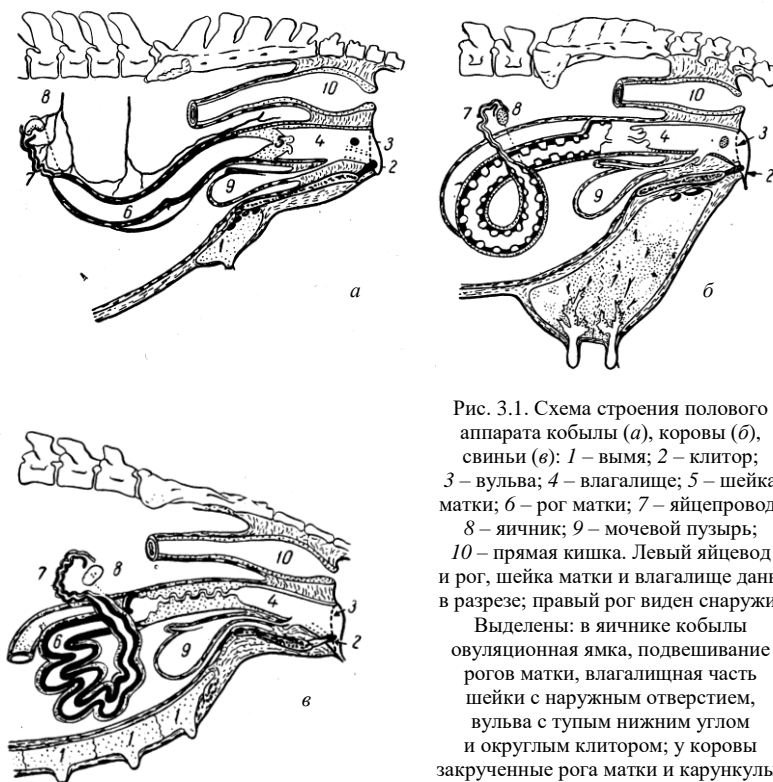 10
8
7
5
4
3
2
6
9
1
а
10
7
8
4
3
2
9
1
б
7
8
10
4
3
2
6
9
в
1
1
1
Рис. 3.1. Схема строения полового
аппарата кобылы (а), коровы (б),
свиньи (в): 1 – вымя; 2 – клитор;
3 – вульва; 4 – влагалище; 5 – шейка
матки; 6 – рог матки; 7 – яйцепровод
8 – яичник; 9 – мочевой пузырь;
10 – прямая кишка. Левый яйцевод
и рог, шейка матки и влагалище даны
в разрезе; правый рог виден снаружи
Выделены: в яичнике кобылы
овуляционная ямка, подвешивание
рогов матки, влагалищная часть
шейки с наружным отверстием,
вульва с тупым нижним углом
и округлым клитором; у коровы
закрученные рога матки и карункулы